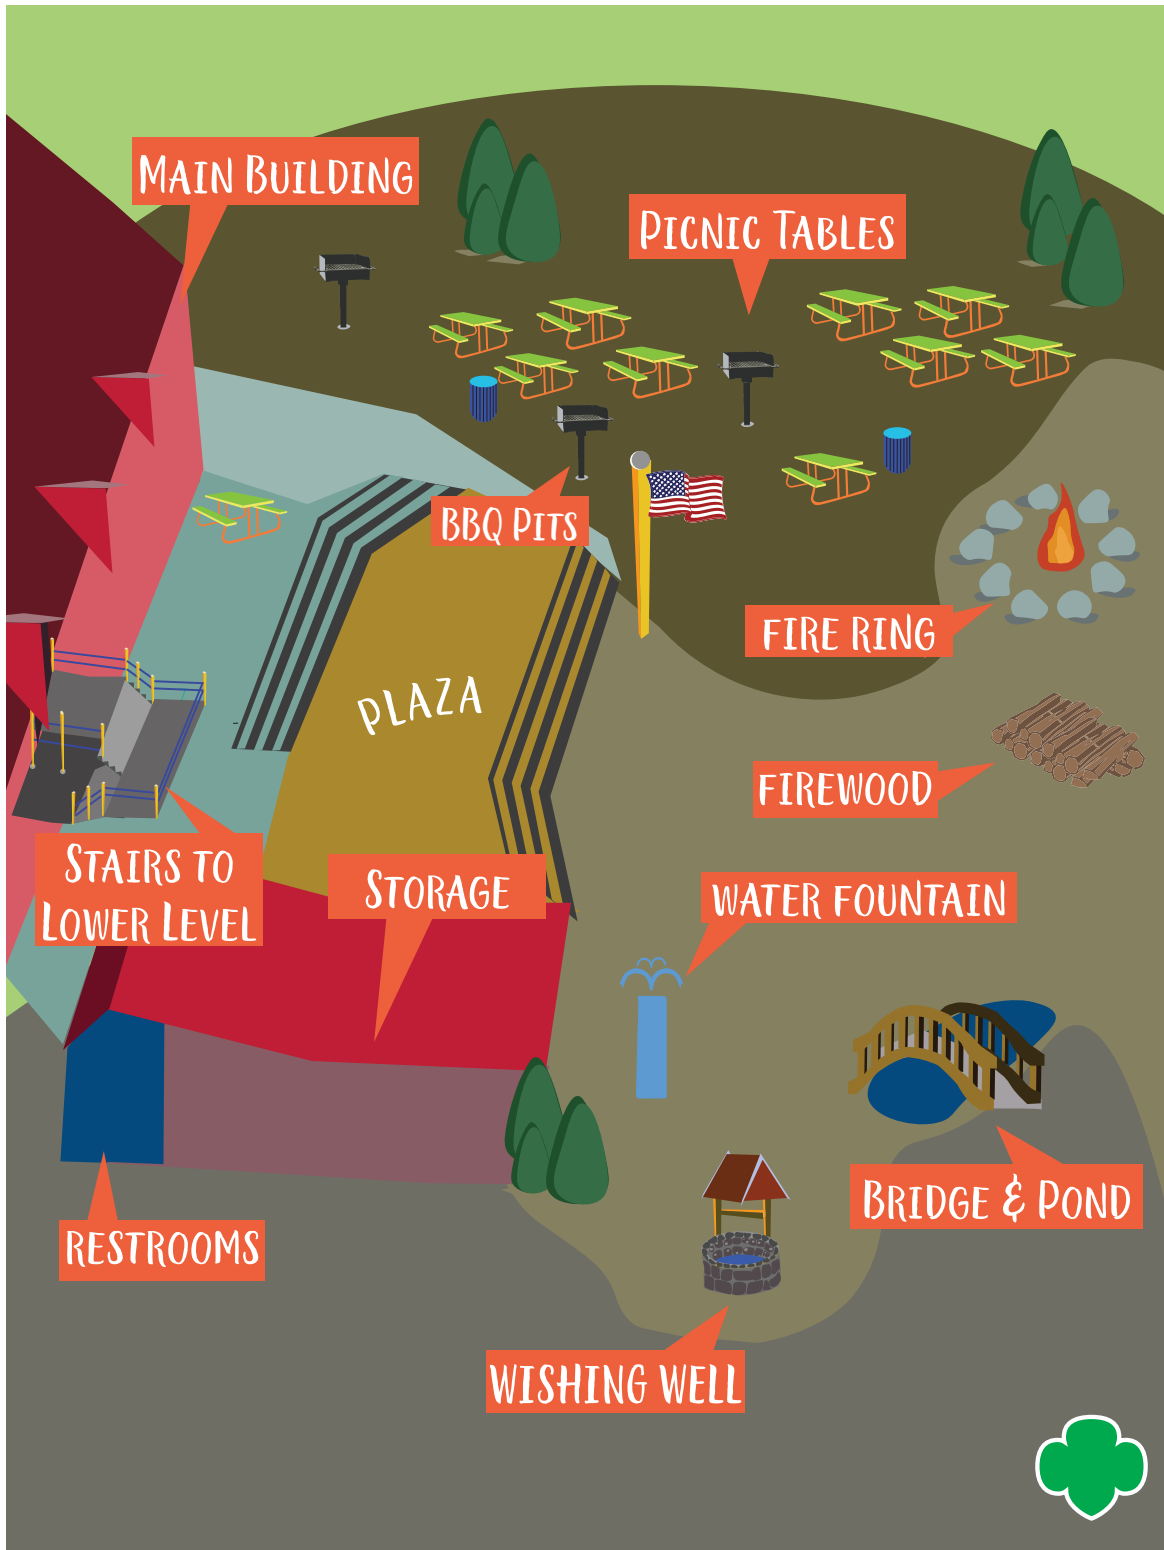 Main Building
Picnic Tables
BBQ Pits
Fire Ring
Plaza
Firewood
Stairs to
Lower Level
Storage
Water Fountain
Bridge & Pond
Restrooms
Wishing Well